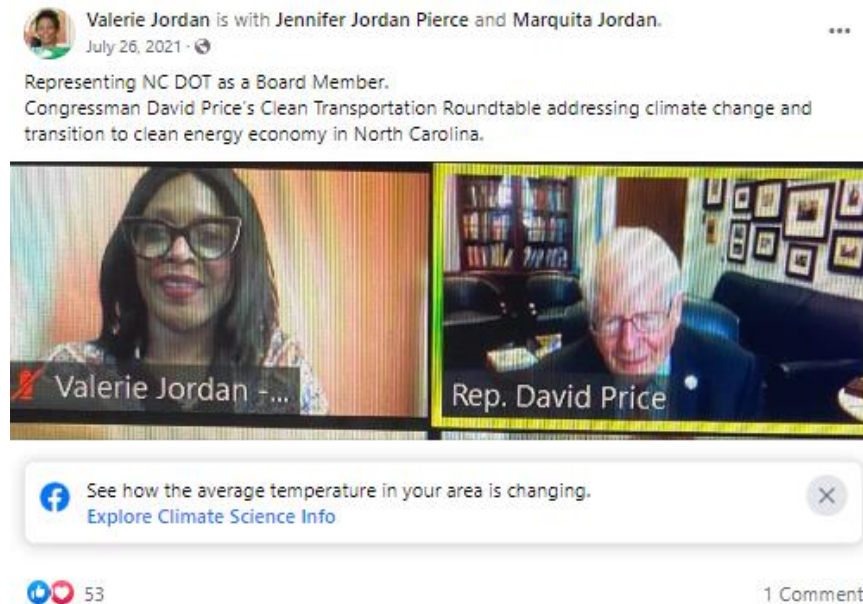 Valerie Jordan is with Jennifer Jordan Pierce and Marquita Jordan.
July 26, 2021 ·
Representing NC DOT as a Board Member.
Congressman David Price's Clean Transportation Roundtable addressing climate change and
transition to clean energy economy in North Carolina.
Valerie Jordan -...
Rep. David Price
See how the average temperature in your area is changing.
Explore Climate Science Info
53
1 Comment